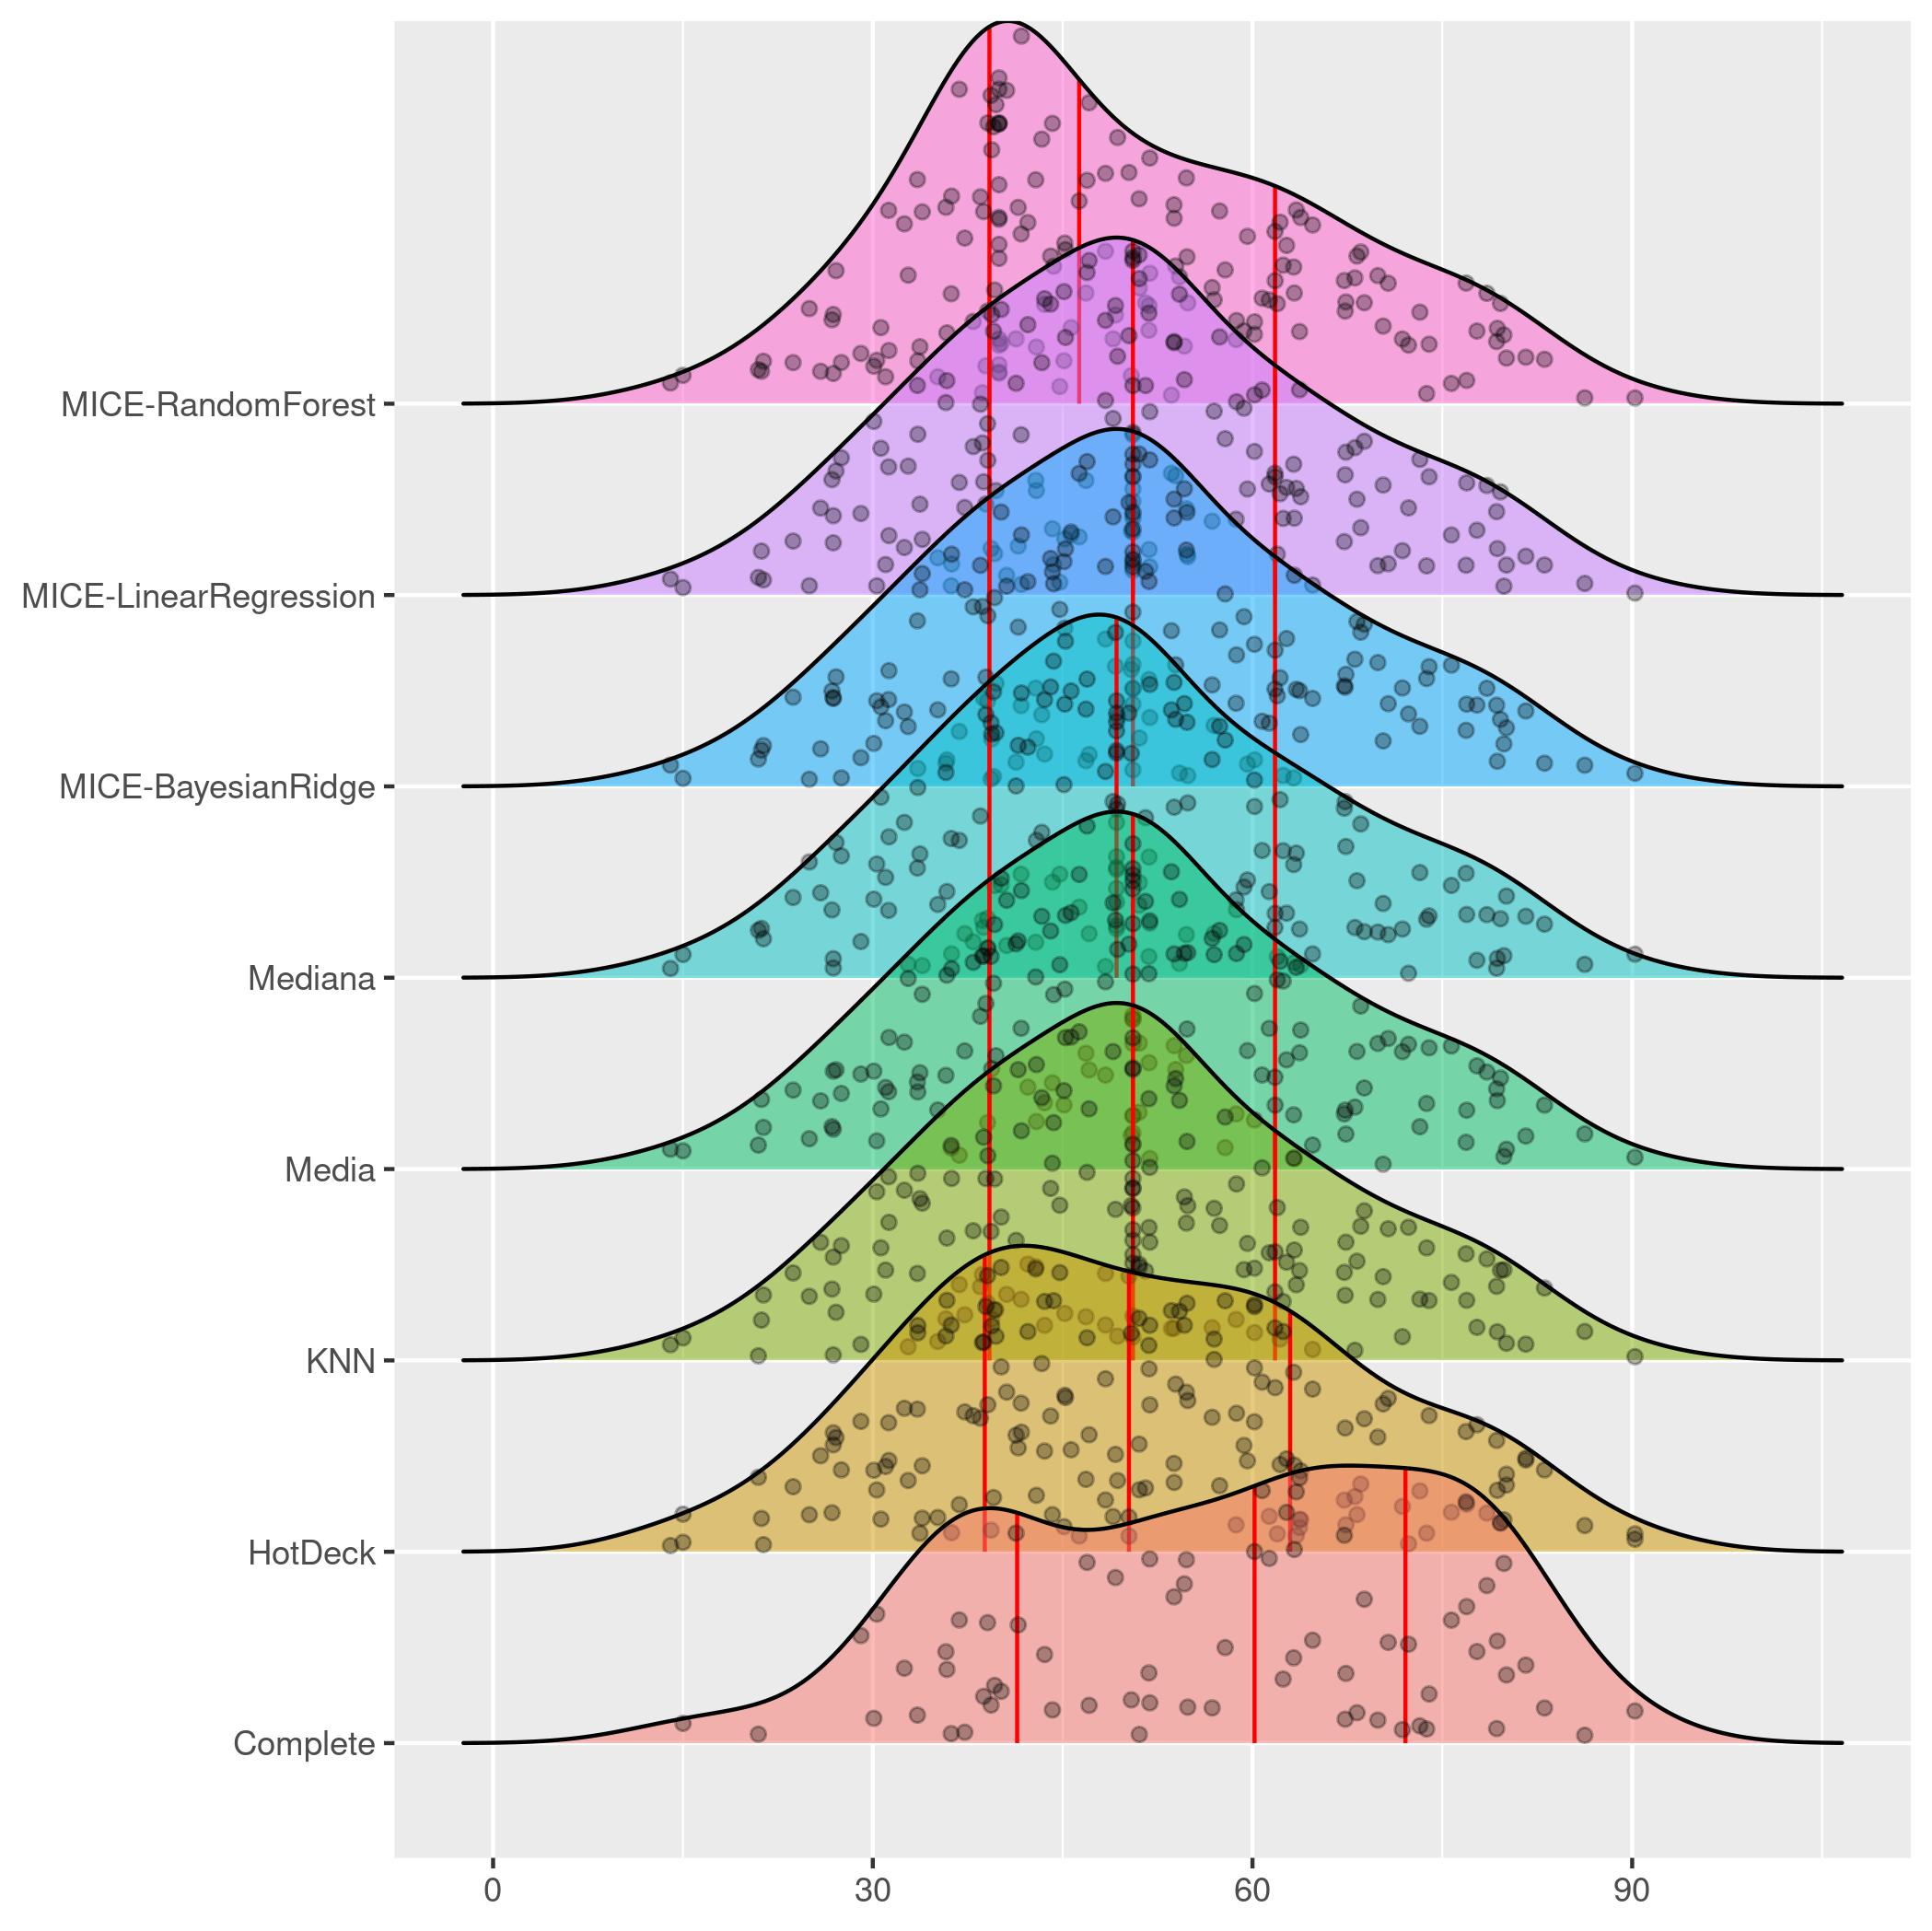 MICE-RandomForest
MICE-LinearRegression
MICE-BayesianRidge
Mediana
Media
KNN
HotDeck
Complete
0 30 60 90